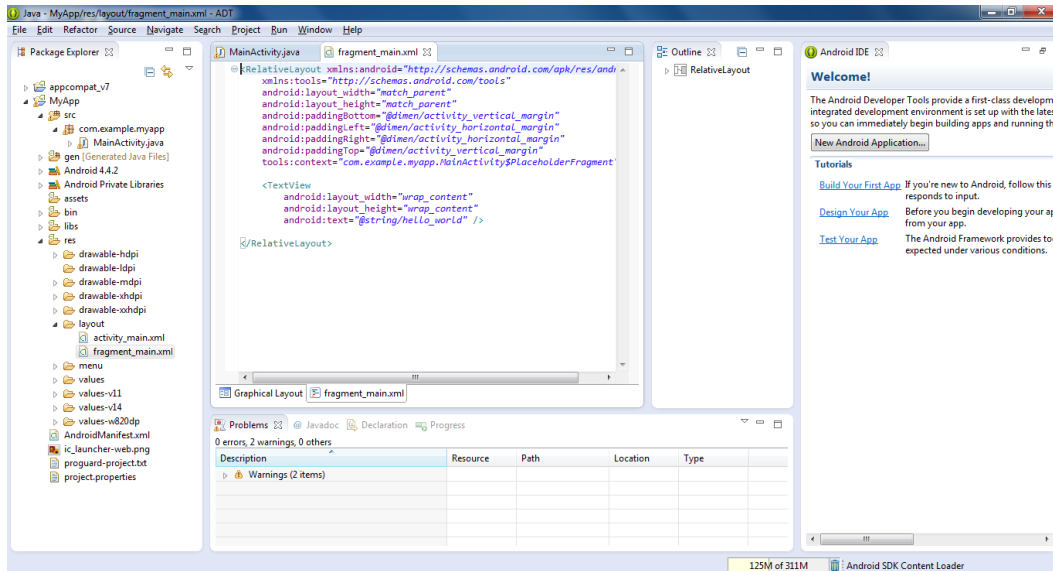 Java - MyApp/res/layout/fragment_main.xml - ADT
File Edit Refactor Source Navigate Search Project Run Window Help
Package Explorer
appcompat_v7
MyApp
src
com.example.myapp
MainActivity.java
gen [Generated Java Files]
Android 4.4.2
Android Private Libraries
assets
bin
libs
res
drawable-hdpi
drawable-ldpi
drawable-mdpi
drawable-xhdpi
drawable-xxhdpi
layout
activity_main.xml
fragment_main.xml
menu
values
values-v11
values-v14
values-w820dp
AndroidManifest.xml
ic_launcher-web.png
proguard-project.txt
project.properties
MainActivity.java fragment_main.xml
<RelativeLayout xmlns:android="http://schemas.android.com/apk/res/andr
xmlns:tools="http://schemas.android.com/tools"
android:layout_width="match_parent"
android:layout_height="match_parent"
android:paddingBottom="@dimen/activity_vertical_margin"
android:paddingLeft="@dimen/activity_horizontal_margin"
android:paddingRight="@dimen/activity_horizontal_margin"
android:paddingTop="@dimen/activity_vertical_margin"
tools:context="com.example.myapp.MainActivity$PlaceholderFragment"
<TextView
android:layout_width="wrap_content"
android:layout_height="wrap_content"
android:text="@string/hello_world" />
</RelativeLayout>
Graphical Layout fragment_main.xml
Outline
RelativeLayout
Android IDE
Welcome!
The Android Developer Tools provide a first-class developm
integrated development environment is set up with the lates
so you can immediately begin building apps and running th
New Android Application...
Tutorials
Build Your First App If you're new to Android, follow this
responds to input.
Design Your App Before you begin developing your ap
from your app.
Test Your App The Android Framework provides to
expected under various conditions.
Problems @ Javadoc Declaration Progress
0 errors, 2 warnings, 0 others
Description Resource Path Location Type
Warnings (2 items)
125M of 311M Android SDK Content Loader